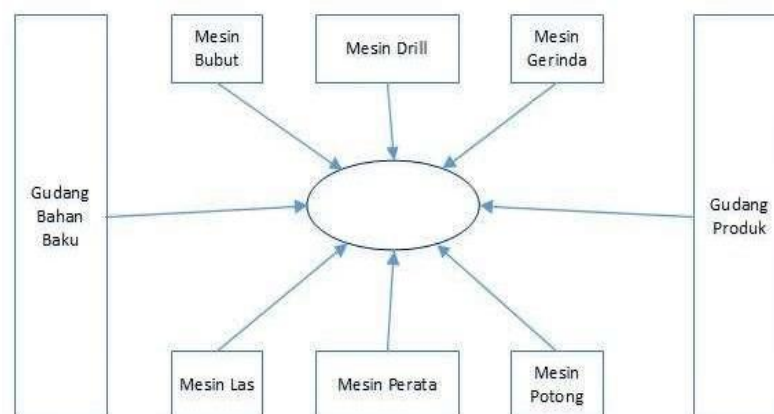 Mesin
Bubut
Mesin Drill
Mesin
Gerinda
Gudang
Bahan
Baku
Gudang
Produk
Mesin Las
Mesin Perata
Mesin
Potong